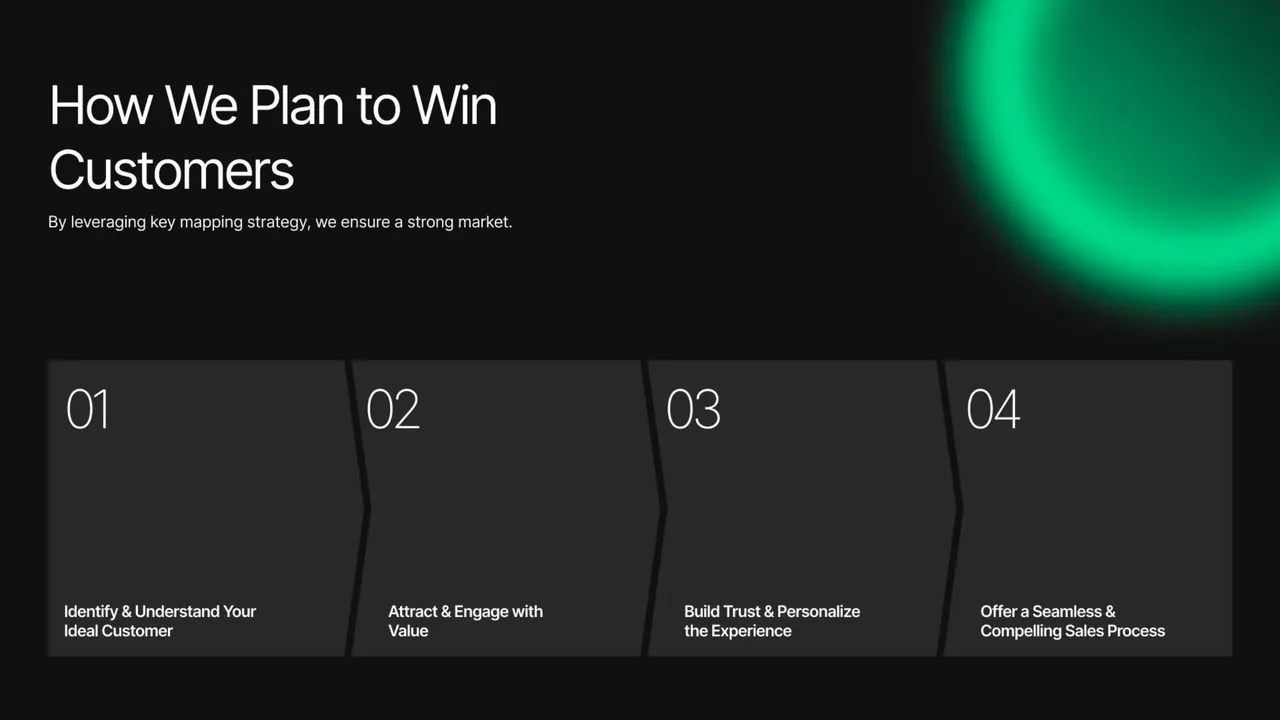 How We Plan to Win
Customers
By leveraging key mapping strategy, we ensure a strong market.
01
Identify & Understand Your
Ideal Customer
02
Attract & Engage with
Value
03
Build Trust & Personalize
the Experience
04
Offer a Seamless &
Compelling Sales Process